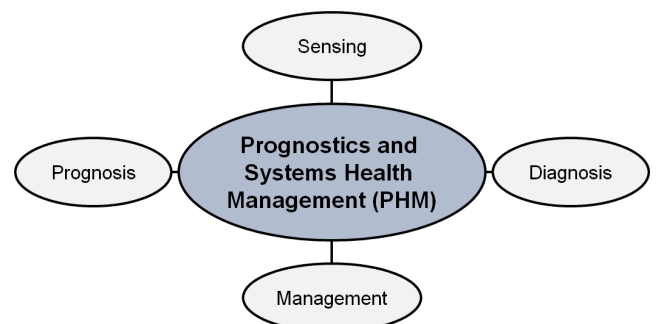 Sensing
Prognosis
Prognostics and
Systems Health
Management (PHM)
Diagnosis
Management